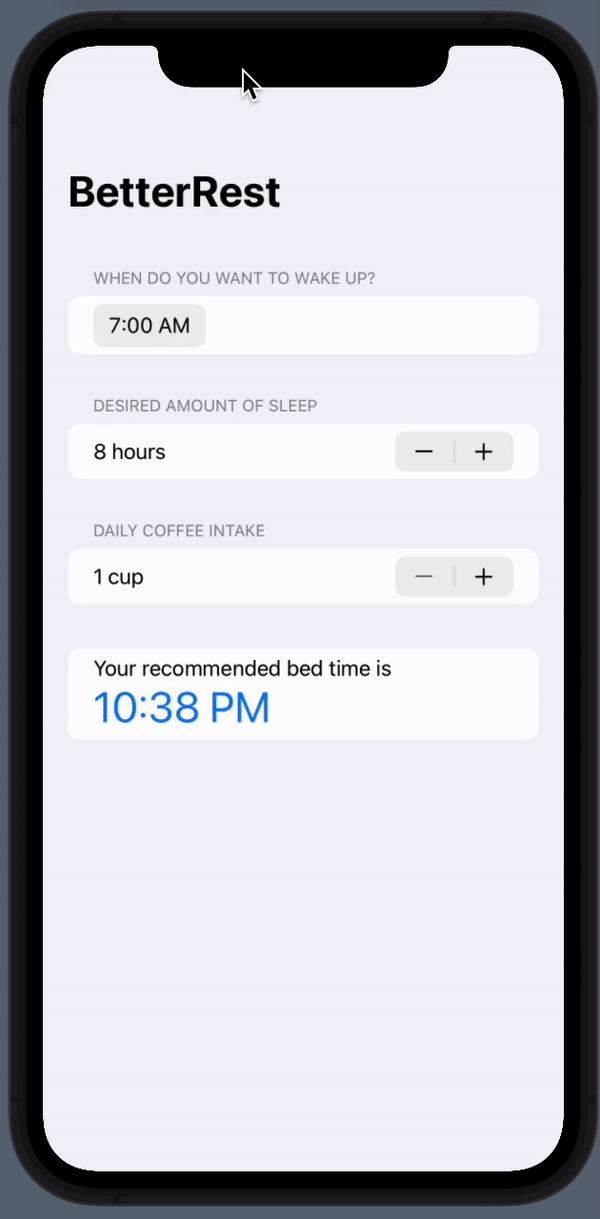 BetterRest
WHEN DO YOU WANT TO WAKE UP?
7:00 AM
DESIRED AMOUNT OF SLEEP
8 hours
DAILY COFFEE INTAKE
1 cup
Your recommended bed time is
10:38 PM